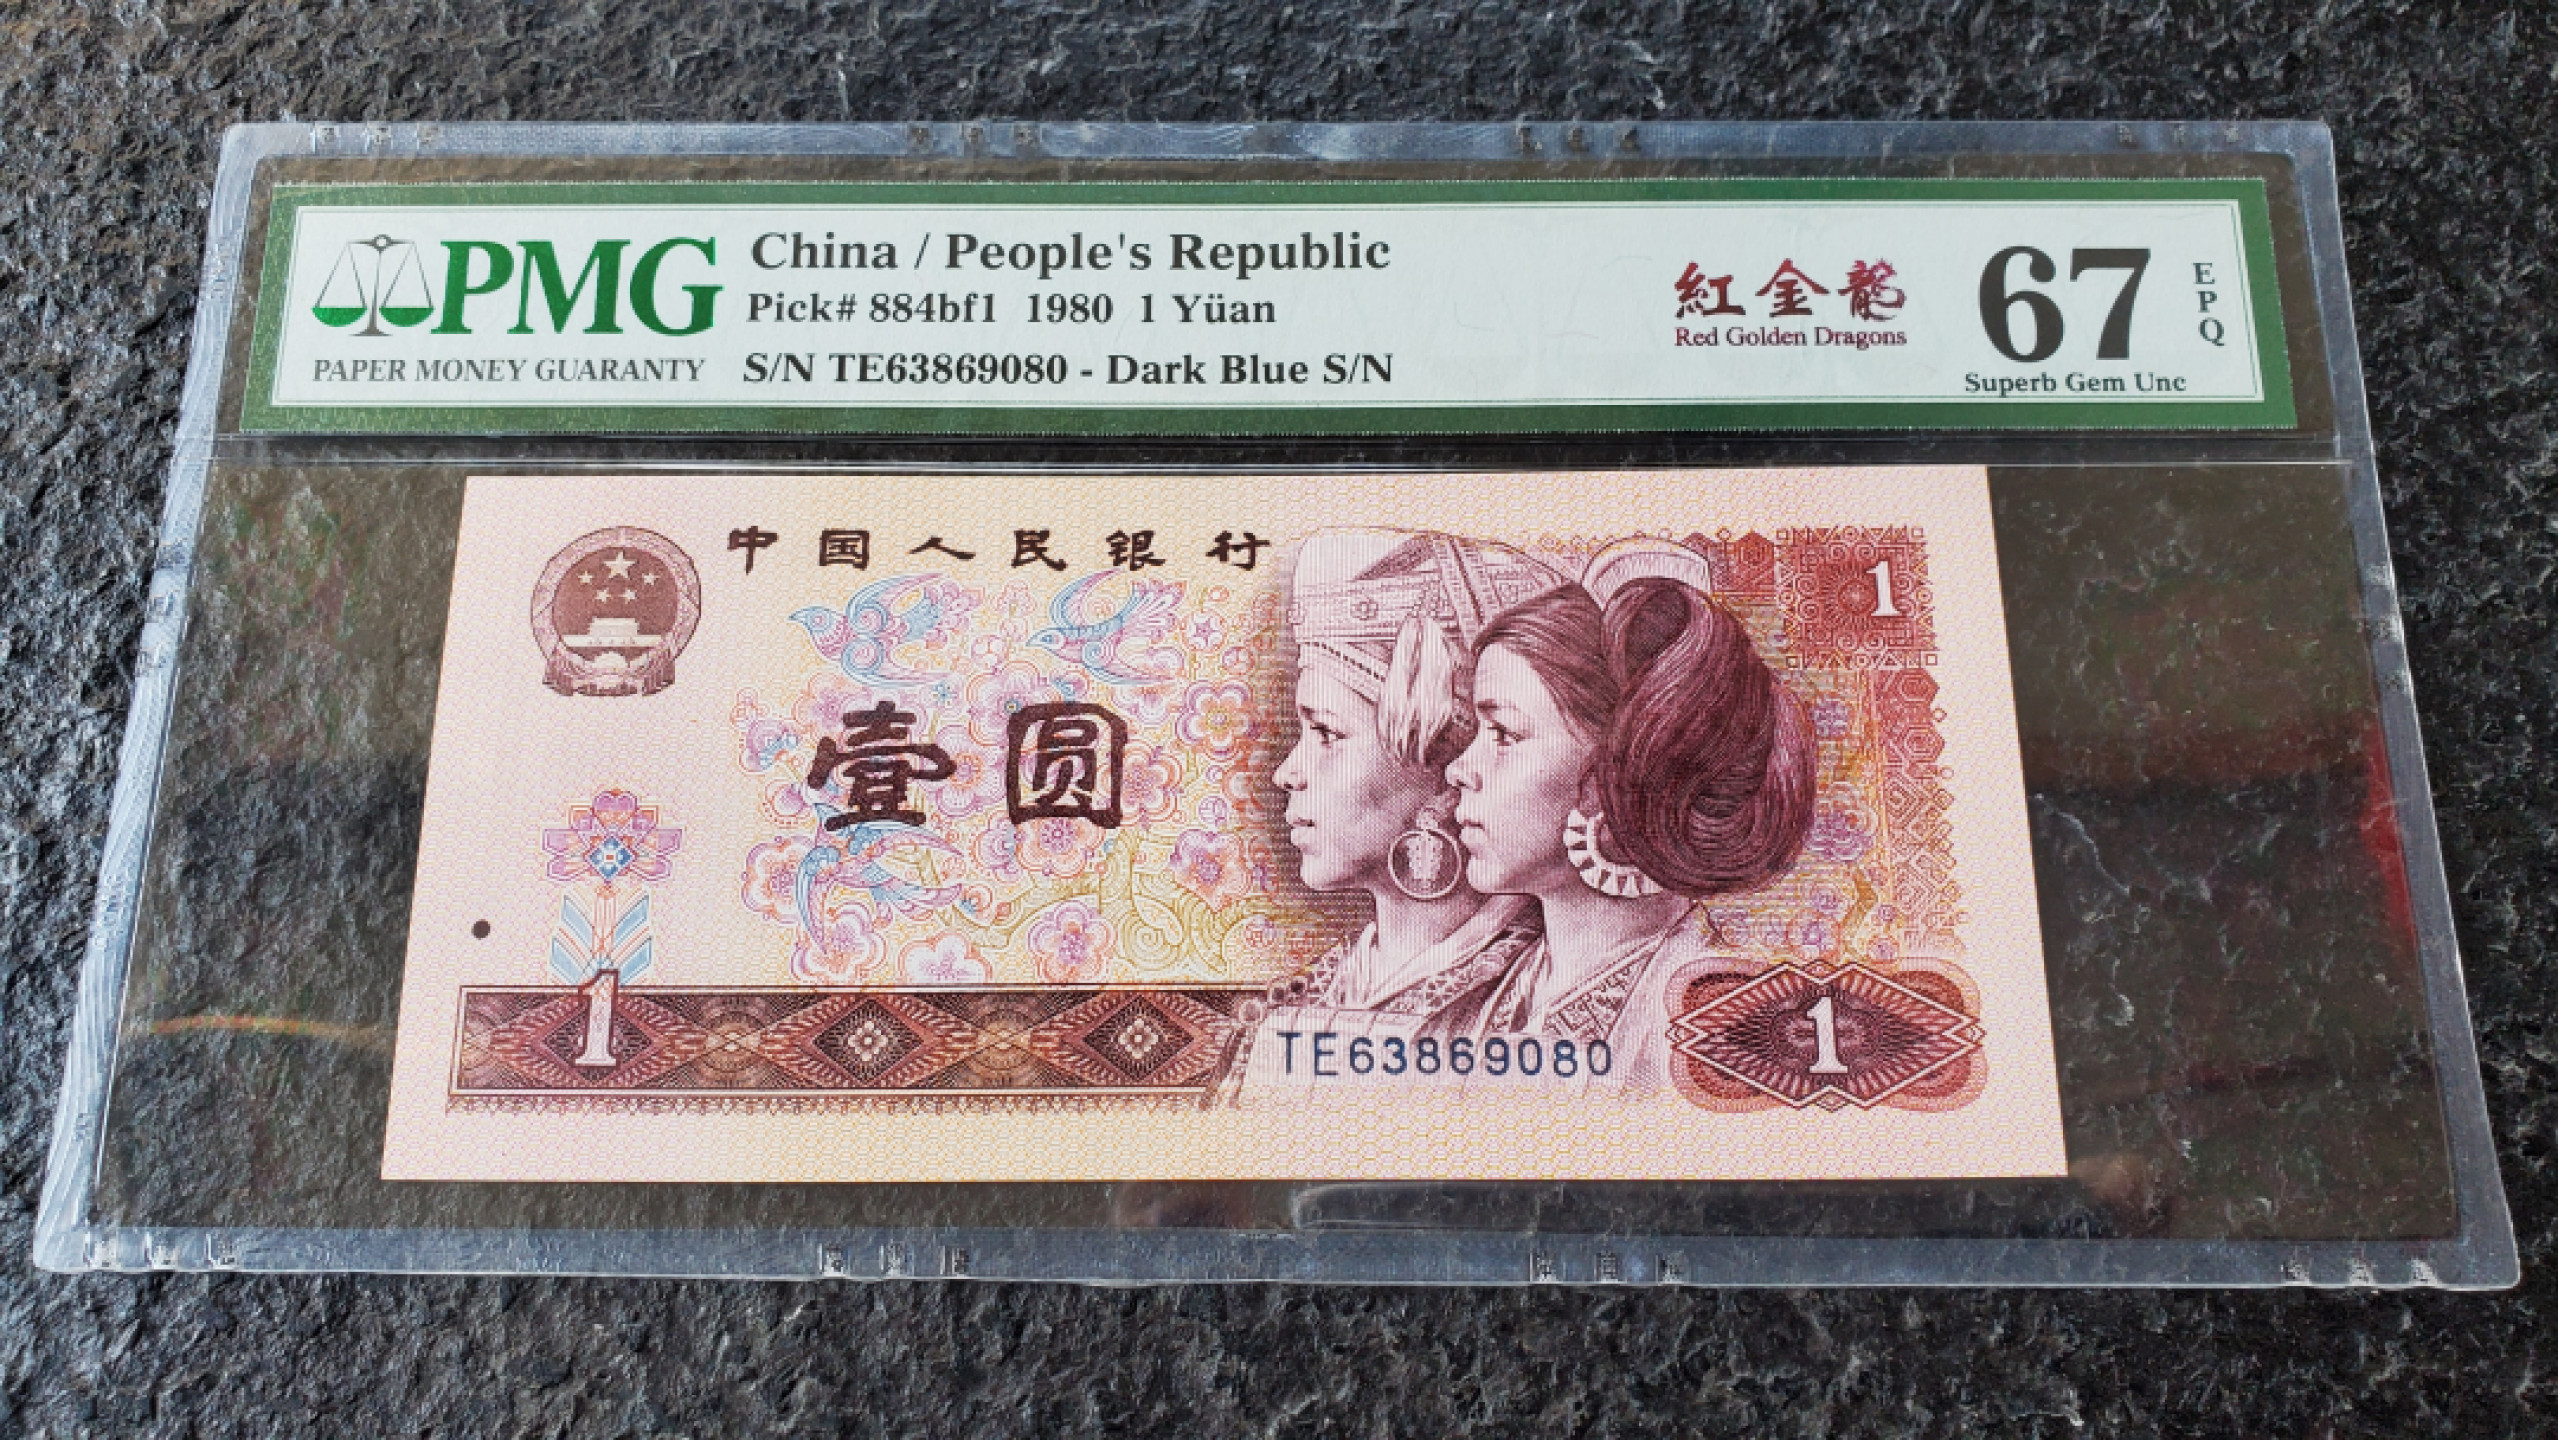 PMG
PAPER MONEY GUARANTY
China / People's Republic
Pick# 884bf1 1980 1 Yüan
S/N TE63869080 - Dark Blue S/N
紅金龍
Red Golden Dragons
67
EPQ
Superb Gem Unc
中国人民银行
1
壹圆
1
TE63869080
1